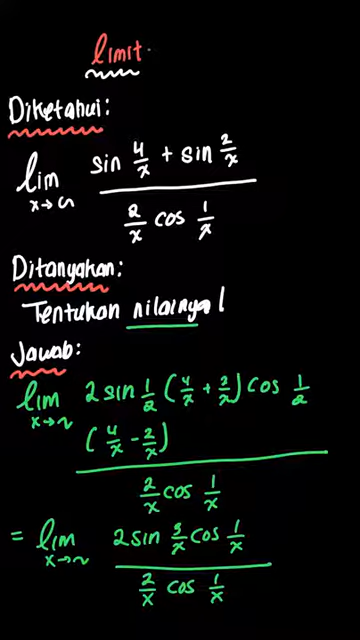 limit.
Diketahui:
lim x→∞ (sin 4/x + sin 2/x) / (2/x cos 1/x)
Ditanyakan:
Tentukan nilainya!
Jawab:
lim x→~ 2 sin 1/2 (4/x + 2/x) cos 1/2
(4/x - 2/x)
/ (2/x cos 1/x)
= lim x→~ (2 sin 3/x cos 1/x) / (2/x cos 1/x)